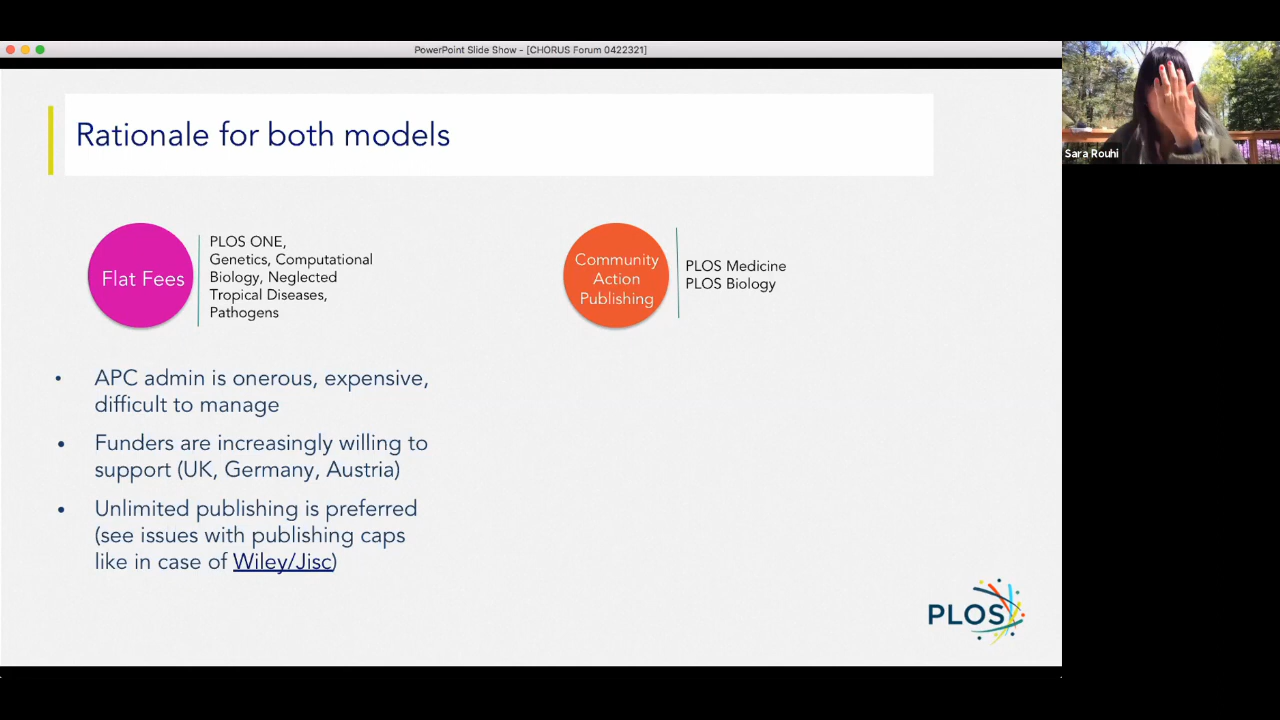 PowerPoint Slide Show - [CHORUS Forum 0422321]
Rationale for both models
Flat Fees
PLOS ONE,
Genetics, Computational
Biology, Neglected
Tropical Diseases,
Pathogens
Community
Action
Publishing
PLOS Medicine
PLOS Biology
• APC admin is onerous, expensive,
difficult to manage
• Funders are increasingly willing to
support (UK, Germany, Austria)
• Unlimited publishing is preferred
(see issues with publishing caps
like in case of Wiley/Jisc)
PLOS
Sara Rouhi